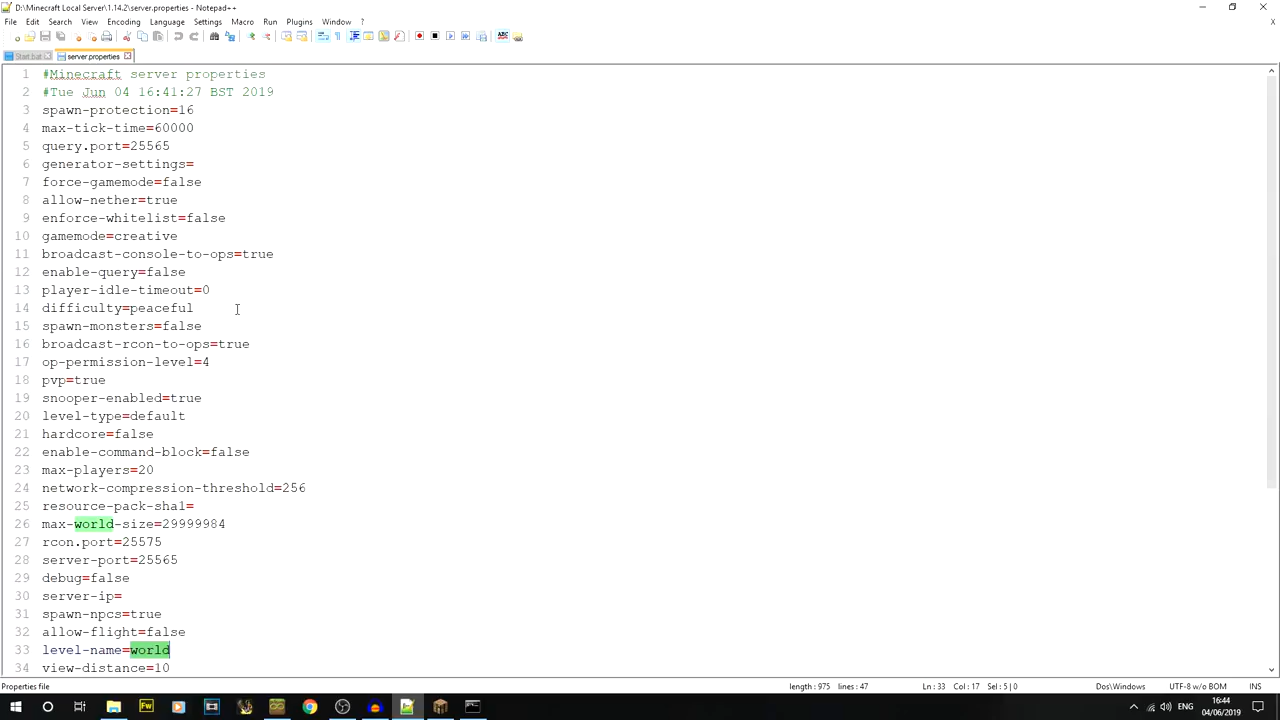 D:\Minecraft Local Server\1.14.2\server.properties - Notepad++
File Edit Search View Encoding Language Settings Macro Run Plugins Window ?
Start.bat server.properties
1 #Minecraft server properties
2 #Tue Jun 04 16:41:27 BST 2019
3 spawn-protection=16
4 max-tick-time=60000
5 query.port=25565
6 generator-settings=
7 force-gamemode=false
8 allow-nether=true
9 enforce-whitelist=false
10 gamemode=creative
11 broadcast-console-to-ops=true
12 enable-query=false
13 player-idle-timeout=0
14 difficulty=peaceful
15 spawn-monsters=false
16 broadcast-rcon-to-ops=true
17 op-permission-level=4
18 pvp=true
19 snooper-enabled=true
20 level-type=default
21 hardcore=false
22 enable-command-block=false
23 max-players=20
24 network-compression-threshold=256
25 resource-pack-sha1=
26 max-world-size=29999984
27 rcon.port=25575
28 server-port=25565
29 debug=false
30 server-ip=
31 spawn-npcs=true
32 allow-flight=false
33 level-name=world
34 view-distance=10
Properties file length : 975 lines : 47 Ln : 33 Col : 17 Sel : 5 | 0 Dos\Windows UTF-8 w/o BOM INS
Fw ENG 16:44
04/06/2019